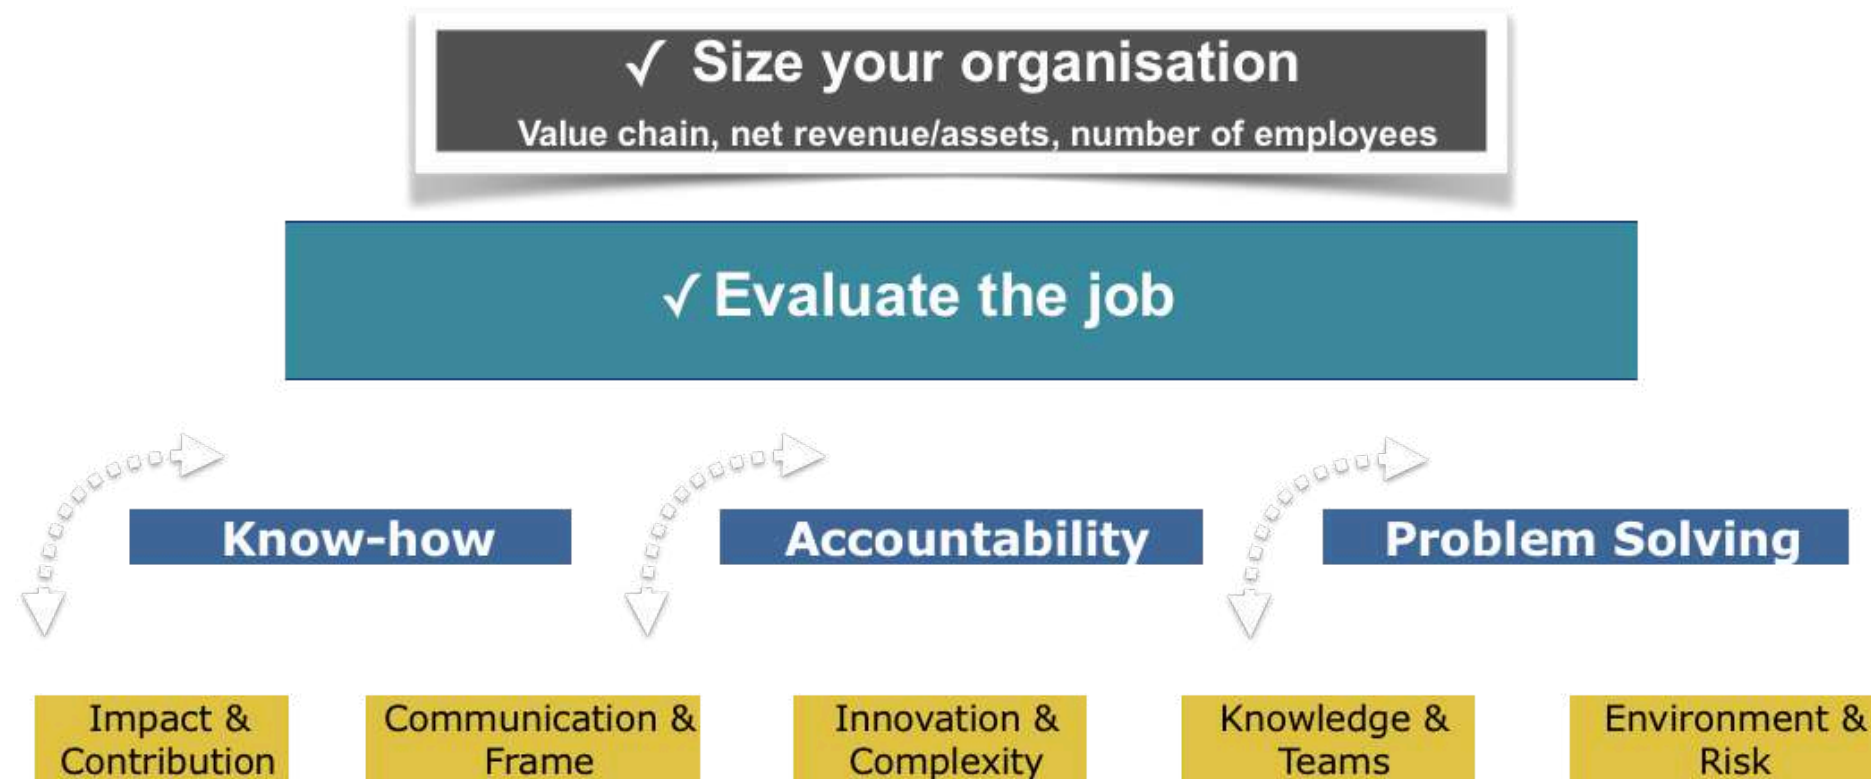 ✓ Size your organisation
Value chain, net revenue/assets, number of employees
✓ Evaluate the job
Know-how
Accountability
Problem Solving
Impact &
Contribution
Communication &
Frame
Innovation &
Complexity
Knowledge &
Teams
Environment &
Risk